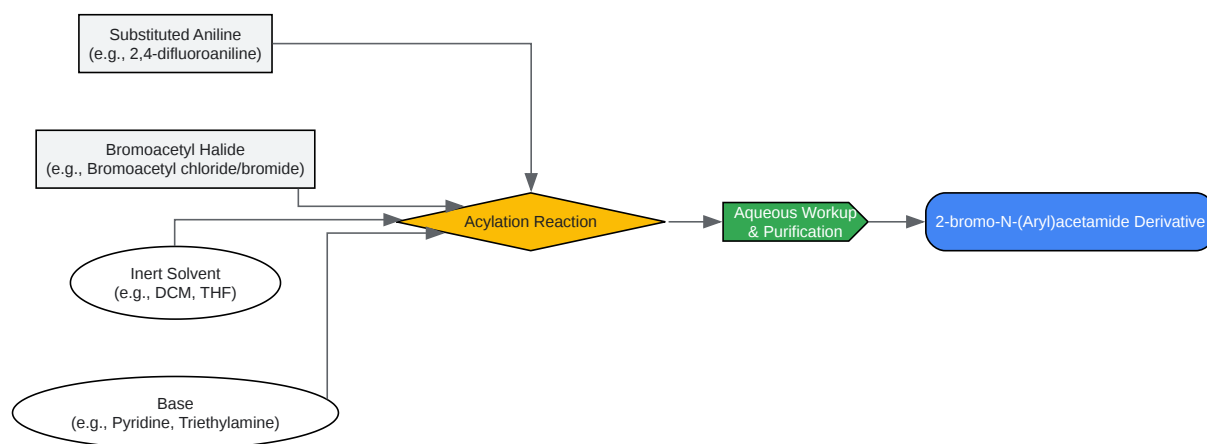 Substituted Aniline
(e.g., 2,4-difluoroaniline)
Bromoacetyl Halide
(e.g., Bromoacetyl chloride/bromide)
Acylation Reaction
Aqueous Workup
& Purification
2-bromo-N-(Aryl)acetamide Derivative
Inert Solvent
(e.g., DCM, THF)
Base
(e.g., Pyridine, Triethylamine)